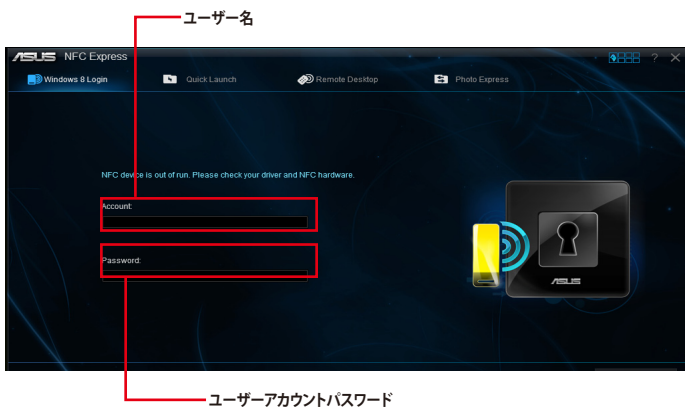 ユーザー名
ASUS NFC Express
? ×
Windows 8 Login Quick Launch Remote Desktop Photo Express
NFC device is out of run. Please check your driver and NFC hardware.
Account:
Password:
ASUS
ユーザーアカウントパスワード